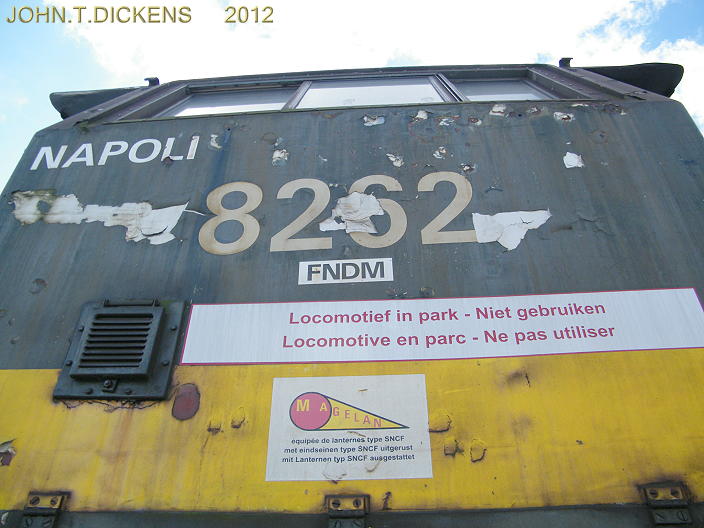 JOHN.T.DICKENS 2012
NAPOLI
8262
FNDM
Locomotief in park - Niet gebruiken
Locomotive en parc - Ne pas utiliser
MAGELAN
equipée de lanternes type SNCF
met eindseinen type SNCF uitgerust
mit Lanternen typ SNCF ausgestattet